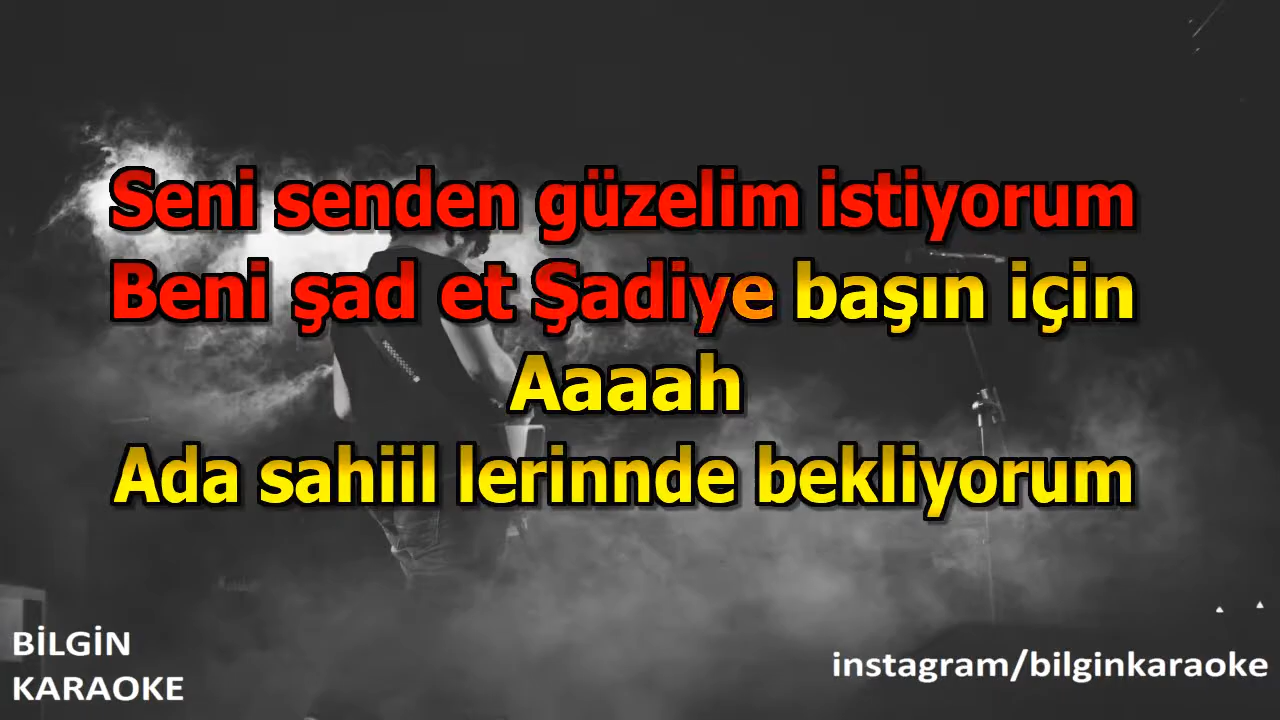 Seni senden güzelim istiyorum
Beni şad et Şadiye başın için
Aaaah
Ada sahiil lerinnde bekliyorum
BİLGİN
KARAOKE
instagram/bilginkaraoke